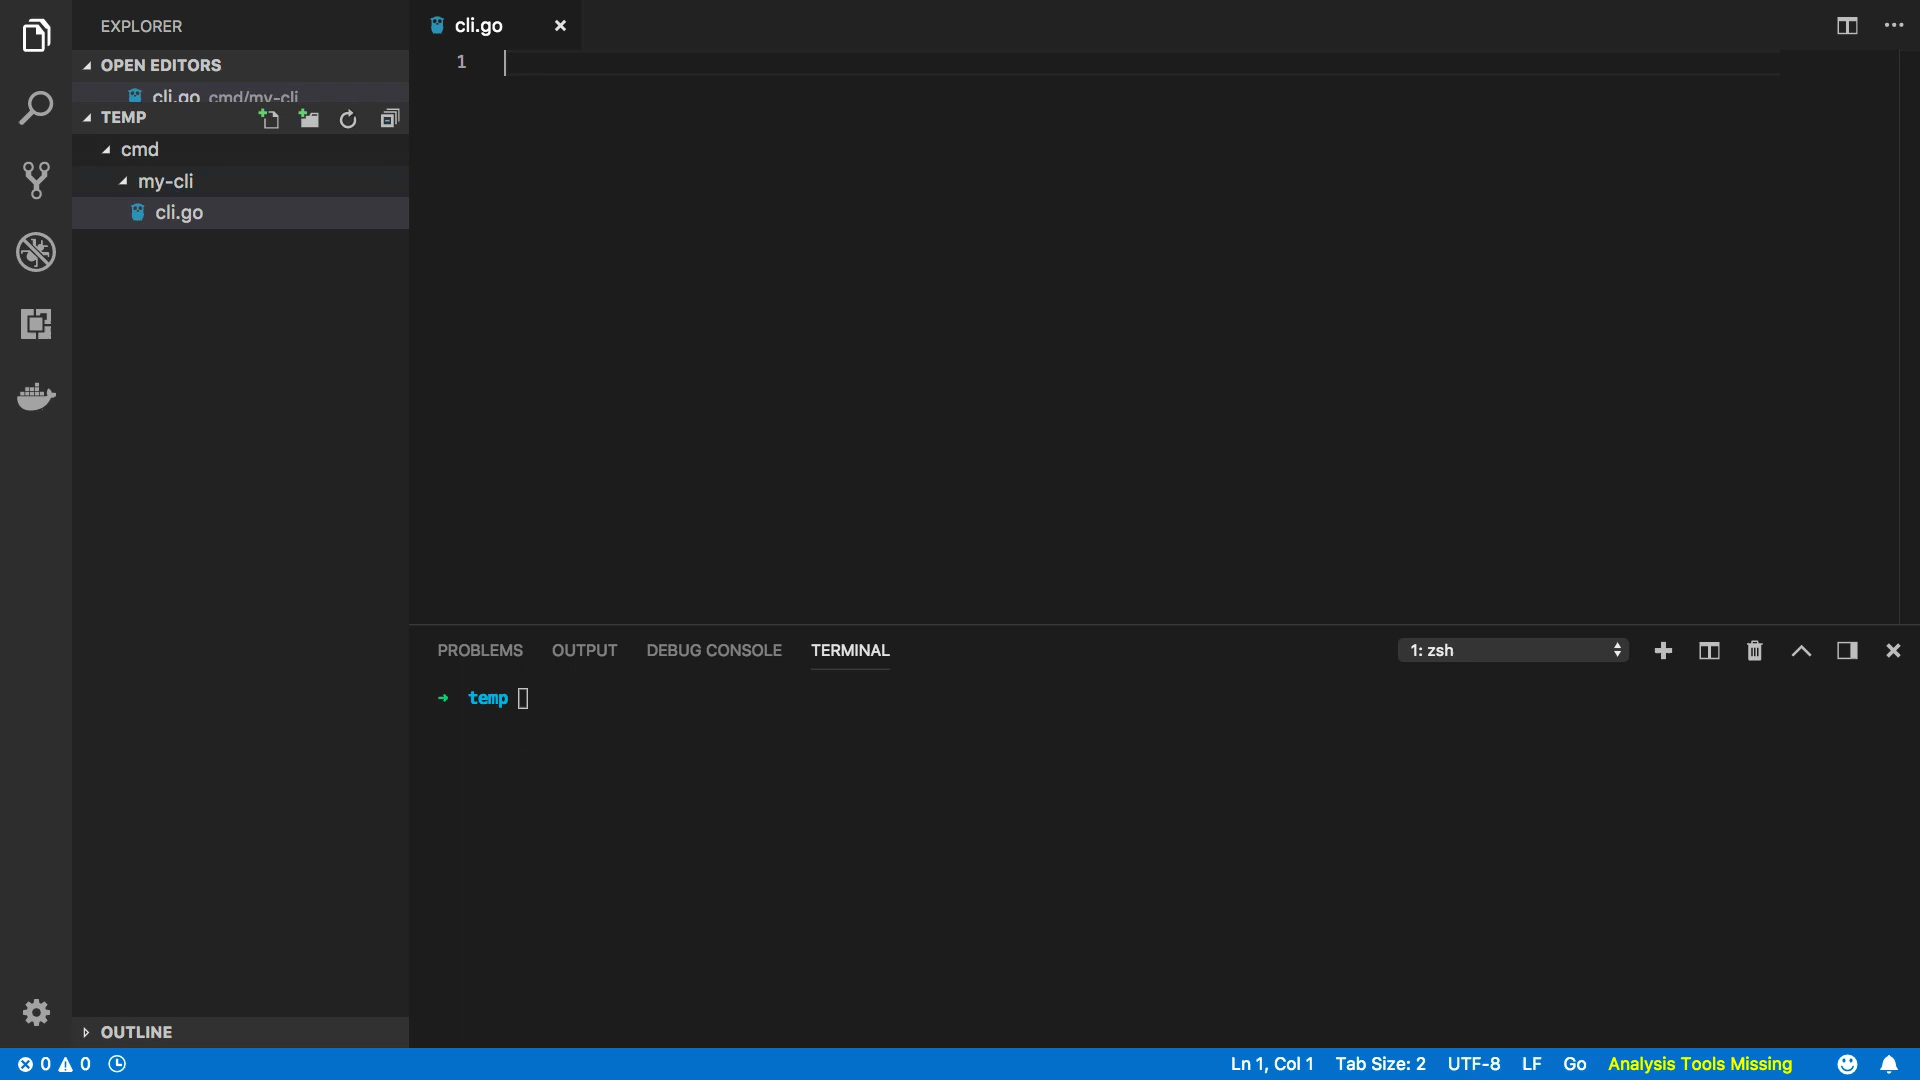 EXPLORER
OPEN EDITORS
cli.go cmd/my-cli
TEMP
cmd
my-cli
cli.go
OUTLINE
cli.go
1
PROBLEMS OUTPUT DEBUG CONSOLE TERMINAL 1: zsh
➜ temp
0 0 Ln 1, Col 1 Tab Size: 2 UTF-8 LF Go Analysis Tools Missing